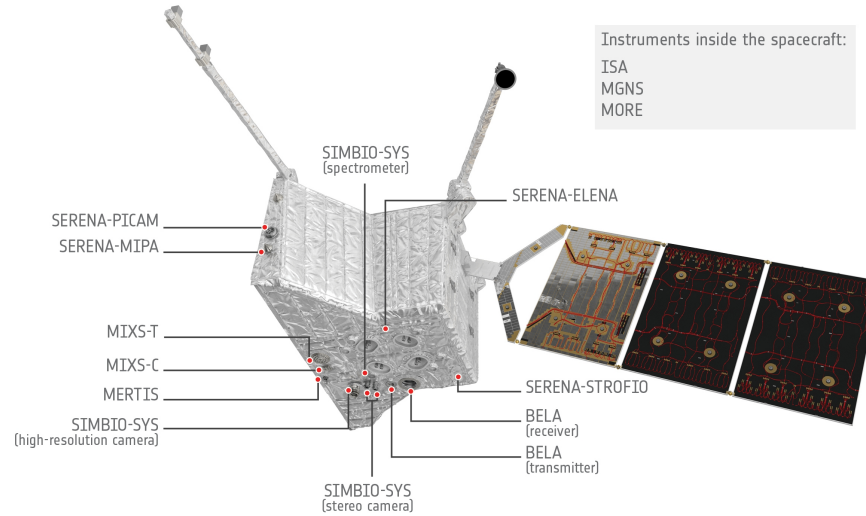 Instruments inside the spacecraft:
ISA
MGNS
MORE
SIMBIO-SYS
(spectrometer)
SERENA-ELENA
SERENA-PICAM
SERENA-MIPA
MIXS-T
MIXS-C
MERTIS
SIMBIO-SYS
(high-resolution camera)
SERENA-STROFIO
BELA
(receiver)
BELA
(transmitter)
SIMBIO-SYS
(stereo camera)